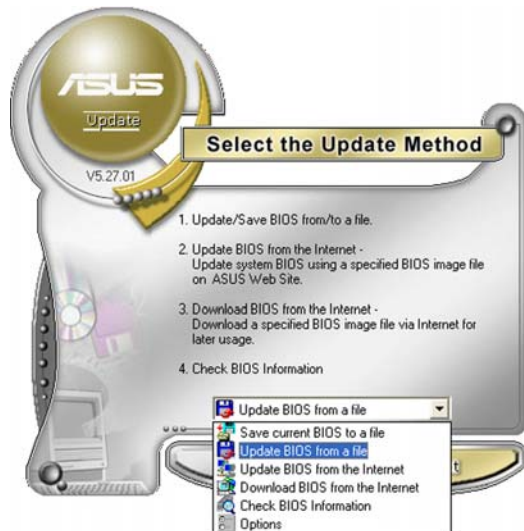 ASUS
Update
V5.27.01
Select the Update Method
1. Update/Save BIOS from/to a file.
2. Update BIOS from the Internet -
Update system BIOS using a specified BIOS image file
on ASUS Web Site.
3. Download BIOS from the Internet -
Download a specified BIOS image file via Internet for
later usage.
4. Check BIOS Information
Update BIOS from a file
Save current BIOS to a file
Update BIOS from a file
Update BIOS from the Internet
Download BIOS from the Internet
Check BIOS Information
Options